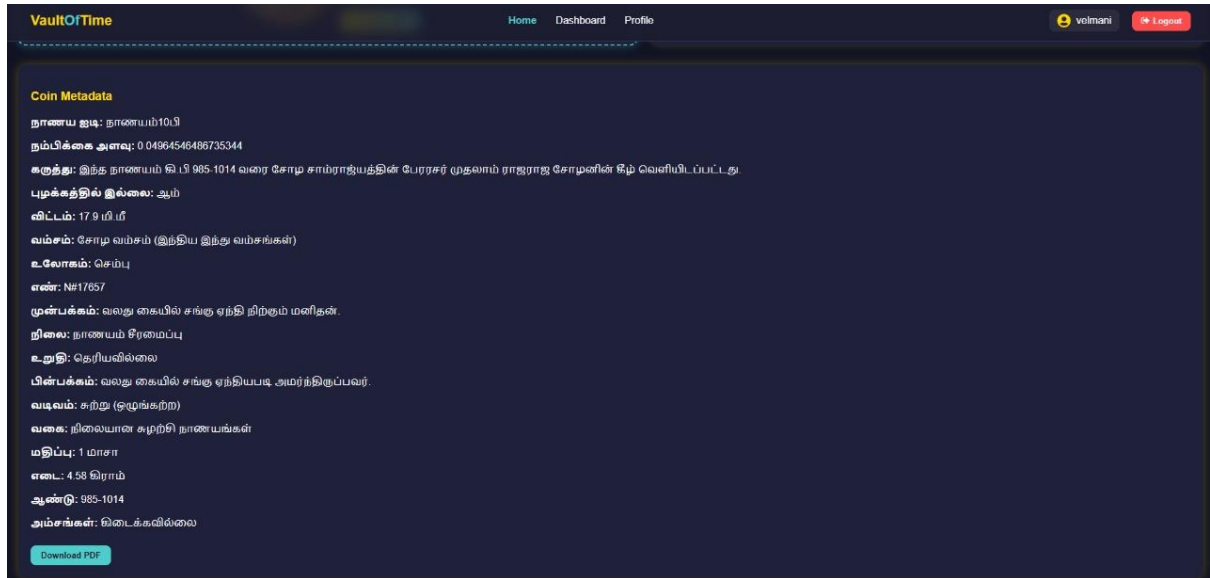 VaultOfTime Home Dashboard Profile velmani Logout
Coin Metadata
நாணய ஐடி: நாணயம்10பி
நம்பிக்கை அளவு: 0.04964546486735344
கருத்து: இந்த நாணயம் கி.பி 985-1014 வரை சோழ சாம்ராஜ்யத்தின் பேரரசர் முதலாம் ராஜராஜ சோழனின் கீழ் வெளியிடப்பட்டது.
புழக்கத்தில் இல்லை: ஆம்
விட்டம்: 17.9 மி.மீ
வம்சம்: சோழ வம்சம் (இந்திய இந்து வம்சங்கள்)
உலோகம்: செம்பு
எண்: N#17657
முன்பக்கம்: வலது கையில் சங்கு ஏந்தி நிற்கும் மனிதன்.
நிலை: நாணயம் சீரமைப்பு
உறுதி: தெரியவில்லை
பின்பக்கம்: வலது கையில் சங்கு ஏந்தியபடி அமர்ந்திருப்பவர்.
வடிவம்: சுற்று (ஒழுங்கற்ற)
வகை: நிலையான சுழற்சி நாணயங்கள்
மதிப்பு: 1 மாசா
எடை: 4.58 கிராம்
ஆண்டு: 985-1014
அம்சங்கள்: கிடைக்கவில்லை
Download PDF